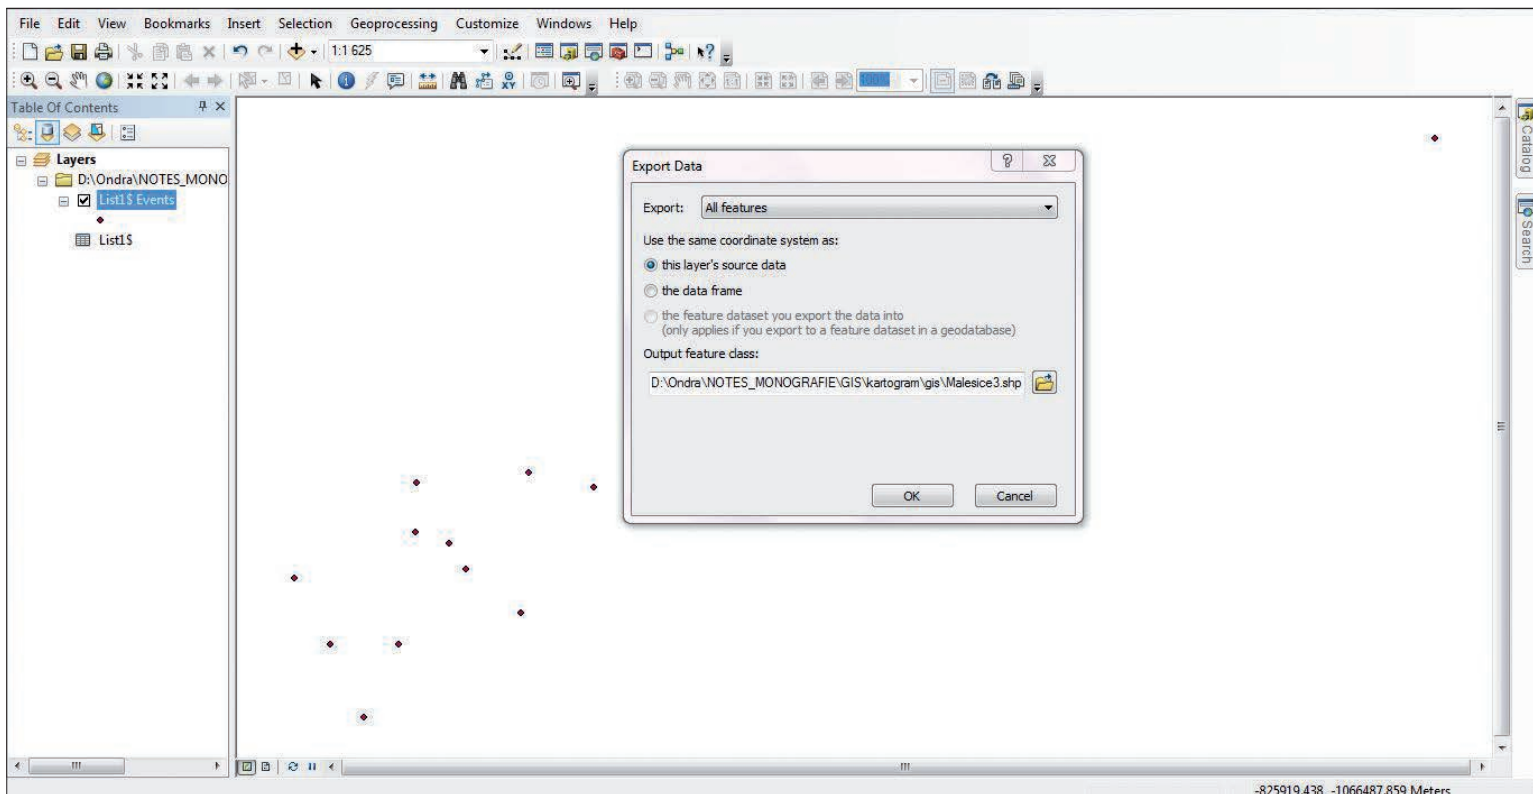 File Edit View Bookmarks Insert Selection Geoprocessing Customize Windows Help
1:1 625
100%
Table Of Contents
Layers
D:\Ondra\NOTES_MONO
List1$ Events
List1$
Export Data
Export: All features
Use the same coordinate system as:
this layer's source data
the data frame
the feature dataset you export the data into
(only applies if you export to a feature dataset in a geodatabase)
Output feature class:
D:\Ondra\NOTES_MONOGRAFIE\GIS\kartogram\gis\Malesice3.shp
OK Cancel
Catalog
Search
-825919,438 -1066487,859 Meters